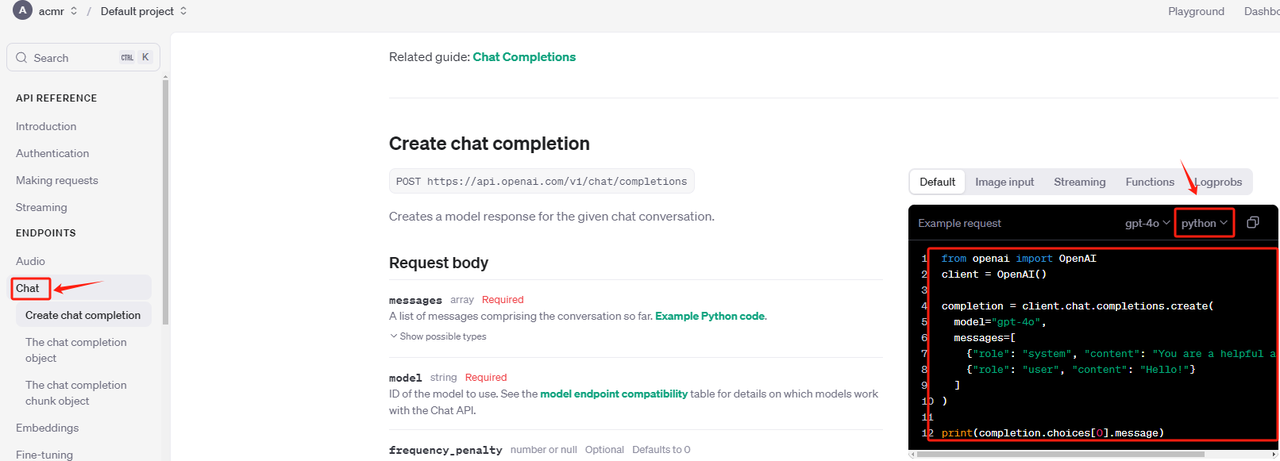 A acmr / Default project
Playground Dashbo
Search CTRL K
API REFERENCE
Introduction
Authentication
Making requests
Streaming
ENDPOINTS
Audio
Chat
Create chat completion
The chat completion
object
The chat completion
chunk object
Embeddings
Fine-tuning
Related guide: Chat Completions
Create chat completion
POST https://api.openai.com/v1/chat/completions
Creates a model response for the given chat conversation.
Request body
messages array Required
A list of messages comprising the conversation so far. Example Python code.
Show possible types
model string Required
ID of the model to use. See the model endpoint compatibility table for details on which models work
with the Chat API.
frequency_penalty number or null Optional Defaults to 0
Default Image input Streaming Functions Logprobs
Example request gpt-4o python
1 from openai import OpenAI
2 client = OpenAI()
3
4 completion = client.chat.completions.create(
5 model="gpt-4o",
6 messages=[
7 {"role": "system", "content": "You are a helpful a
8 {"role": "user", "content": "Hello!"}
9 ]
10 )
11
12 print(completion.choices[0].message)